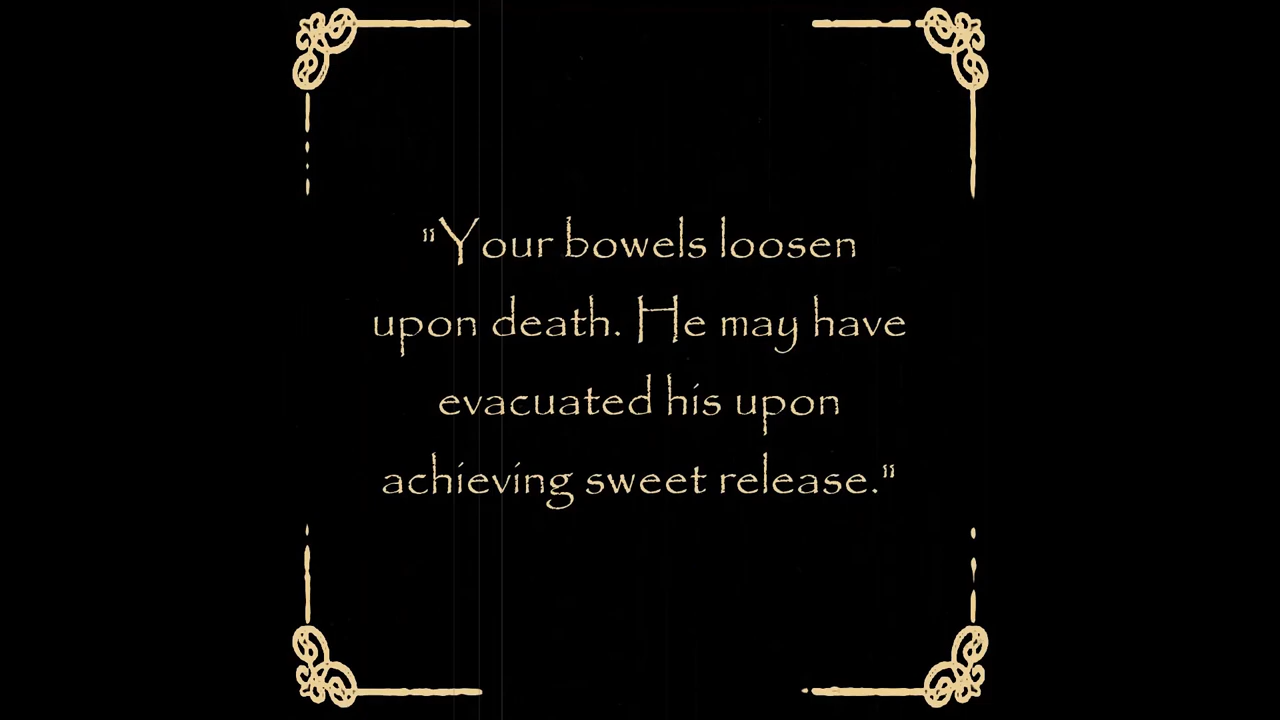 "Your bowels loosen
upon death. He may have
evacuated his upon
achieving sweet release."